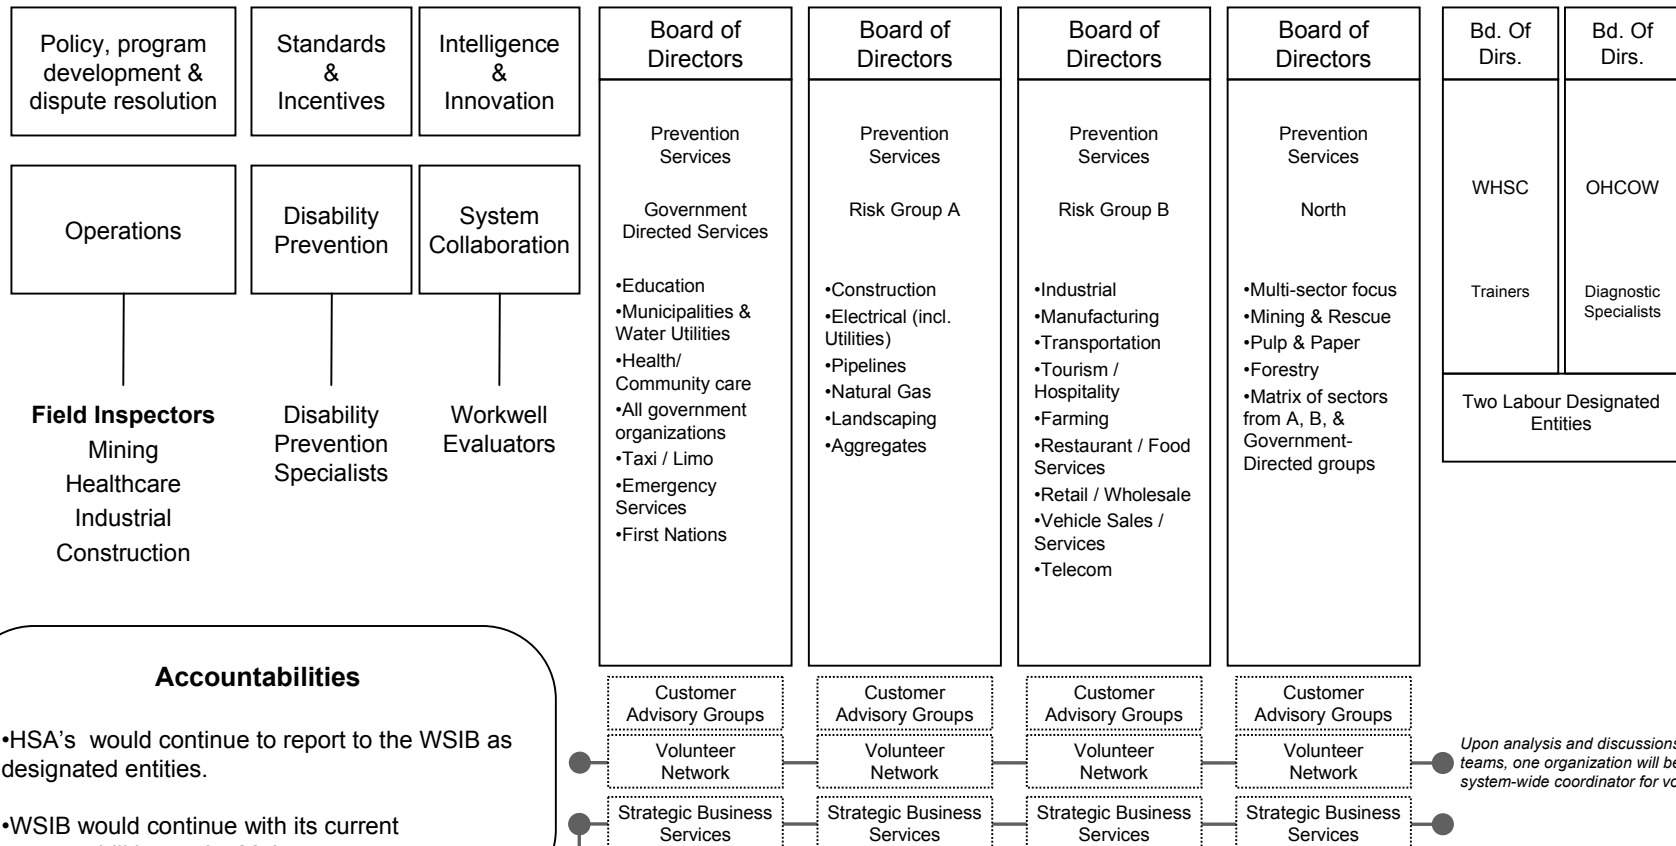 Policy, program
development &
dispute resolution
Standards
&
Incentives
Intelligence
&
Innovation
Operations
Disability
Prevention
System
Collaboration
Field Inspectors
Mining
Healthcare
Industrial
Construction
Disability
Prevention
Specialists
Workwell
Evaluators
Board of
Directors
Prevention
Services
Government
Directed Services
•Education
•Municipalities &
Water Utilities
•Health/
Community care
•All government
organizations
•Taxi / Limo
•Emergency
Services
•First Nations
Board of
Directors
Prevention
Services
Risk Group A
•Construction
•Electrical (incl.
Utilities)
•Pipelines
•Natural Gas
•Landscaping
•Aggregates
Board of
Directors
Prevention
Services
Risk Group B
•Industrial
•Manufacturing
•Transportation
•Tourism /
Hospitality
•Farming
•Restaurant / Food
Services
•Retail / Wholesale
•Vehicle Sales /
Services
•Telecom
Board of
Directors
Prevention
Services
North
•Multi-sector focus
•Mining & Rescue
•Pulp & Paper
•Forestry
•Matrix of sectors
from A, B, &
Government-
Directed groups
Bd. Of
Dirs.
WHSC
Trainers
Bd. Of
Dirs.
OHCOW
Diagnostic
Specialists
Two Labour Designated
Entities
Accountabilities
•HSA's would continue to report to the WSIB as
designated entities.
•WSIB would continue with its current
Customer
Advisory Groups
Customer
Advisory Groups
Customer
Advisory Groups
Customer
Advisory Groups
Volunteer
Network
Volunteer
Network
Volunteer
Network
Volunteer
Network
Upon analysis and discussions
teams, one organization will be
system-wide coordinator for
Strategic Business
Services
Strategic Business
Services
Strategic Business
Services
Strategic Business
Services